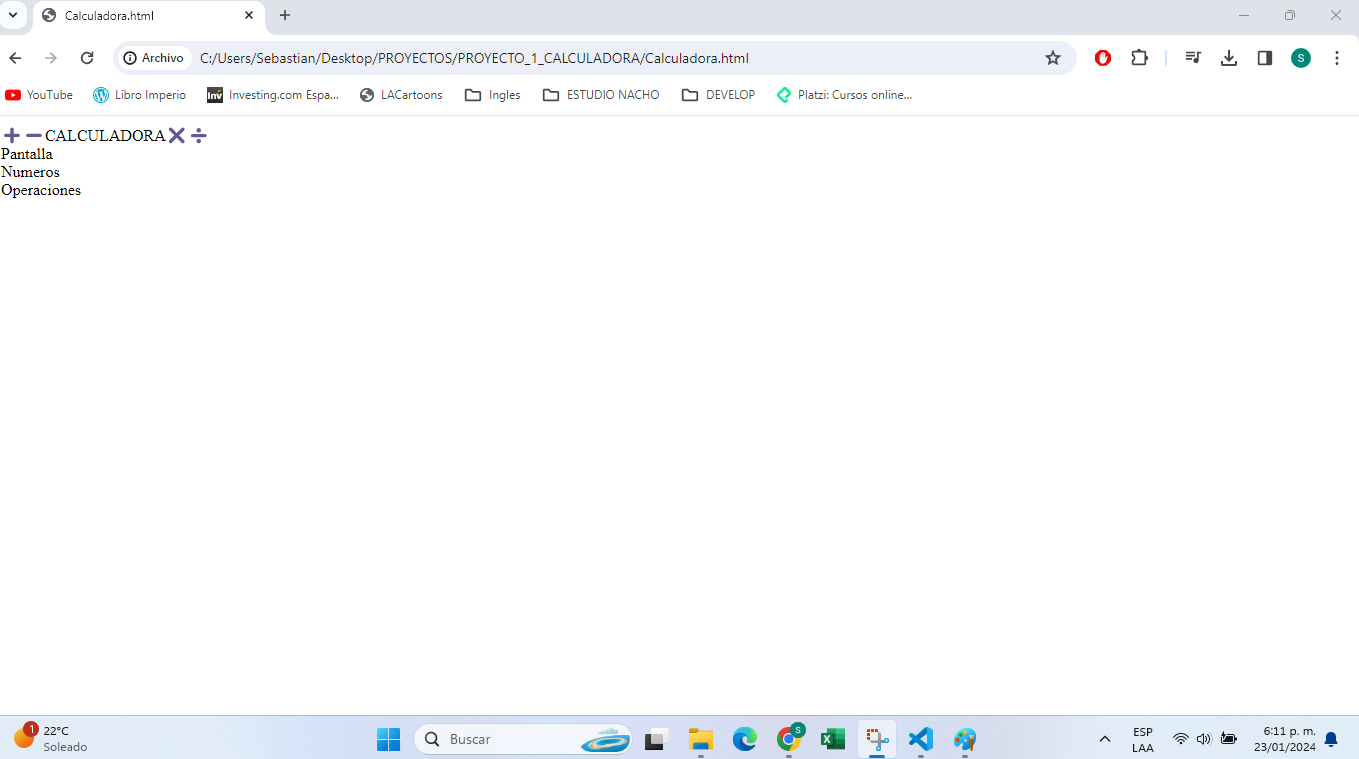 Calculadora.html
Archivo C:/Users/Sebastian/Desktop/PROYECTOS/PROYECTO_1_CALCULADORA/Calculadora.html S
YouTube Libro Imperio Inv Investing.com Espa... LACartoons Ingles ESTUDIO NACHO DEVELOP Platzi: Cursos online...
➕➖CALCULADORA✖➗
Pantalla
Numeros
Operaciones
1 22°C
Soleado
Buscar
S
ESP
LAA
6:11 p. m.
23/01/2024